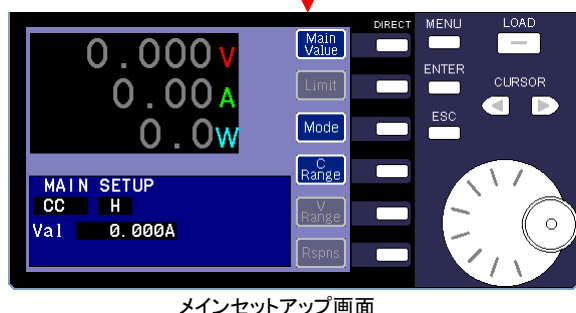 DIRECT
MENU
LOAD
ENTER
CURSOR
ESC
0.000V
0.00A
0.0W
Main
Value
Limit
Mode
C
Range
V
Range
Rspns
MAIN SETUP
CC H
Val 0.000A
メインセットアップ画面